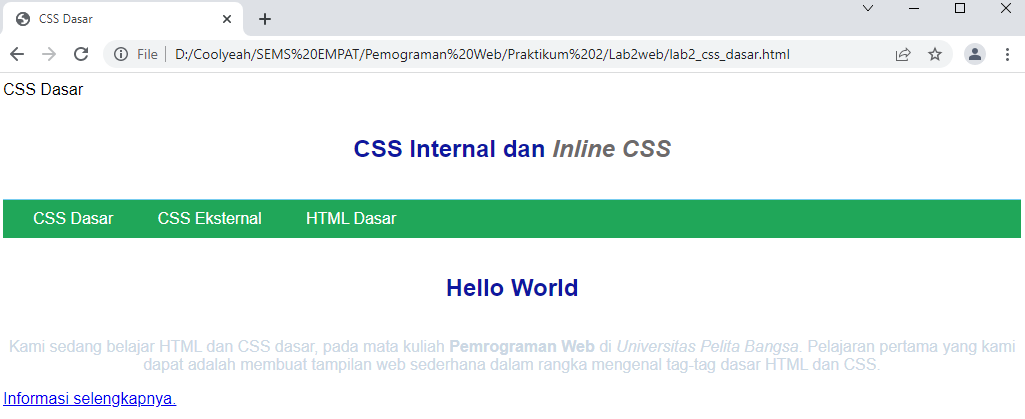 CSS Dasar
File | D:/Coolyeah/SEMS%20EMPAT/Pemograman%20Web/Praktikum%202/Lab2web/lab2_css_dasar.html
CSS Dasar
CSS Internal dan Inline CSS
CSS Dasar CSS Eksternal HTML Dasar
Hello World
Kami sedang belajar HTML dan CSS dasar, pada mata kuliah Pemrograman Web di Universitas Pelita Bangsa. Pelajaran pertama yang kami
dapat adalah membuat tampilan web sederhana dalam rangka mengenal tag-tag dasar HTML dan CSS.
Informasi selengkapnya.